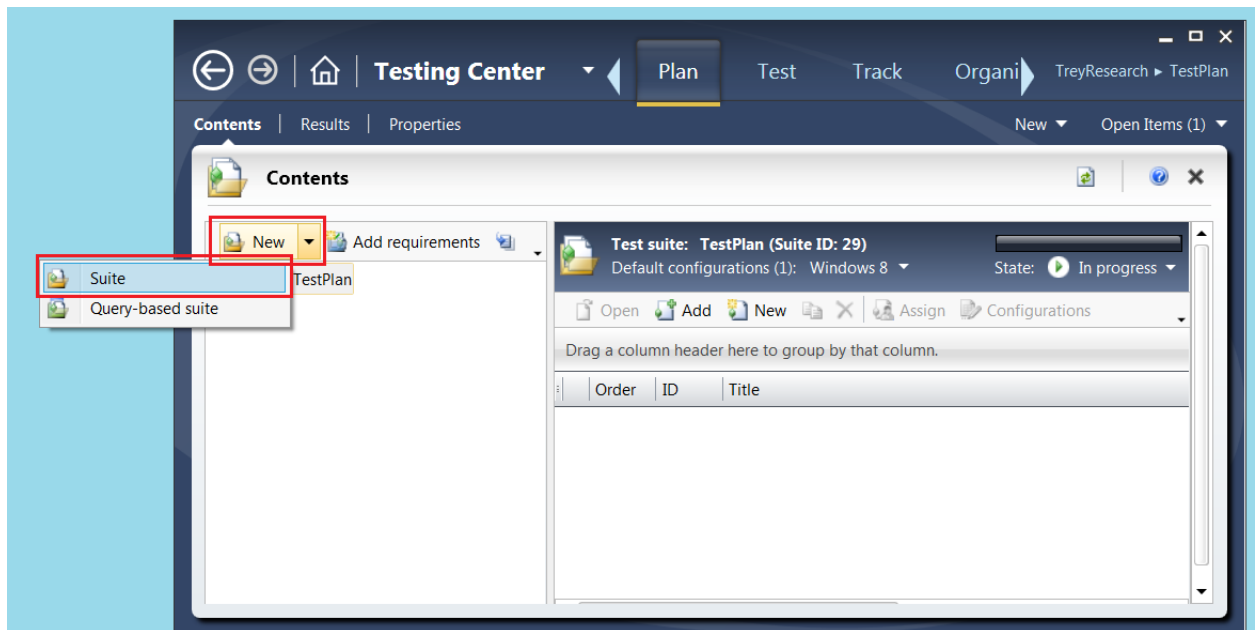 Testing Center
Plan
Test
Track
Organi
TreyResearch ▸ TestPlan
Contents | Results | Properties
New
Open Items (1)
Contents
New
Add requirements
Suite
Query-based suite
TestPlan
Test suite: TestPlan (Suite ID: 29)
Default configurations (1): Windows 8
State: In progress
Open
Add
New
Assign
Configurations
Drag a column header here to group by that column.
Order
ID
Title